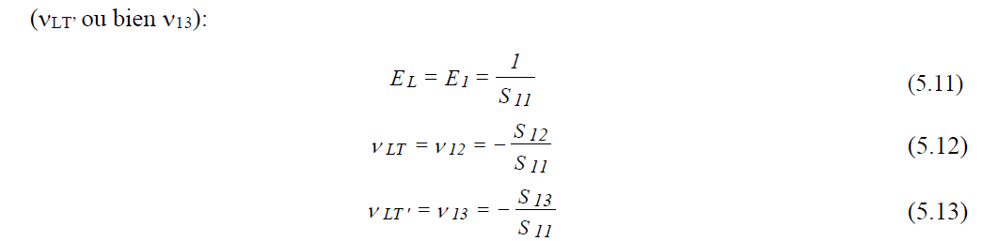 (νLT' ou bien ν13):
EL = E1 = 1 / S11 (5.11)
νLT = ν12 = − S12 / S11 (5.12)
νLT' = ν13 = − S13 / S11 (5.13)